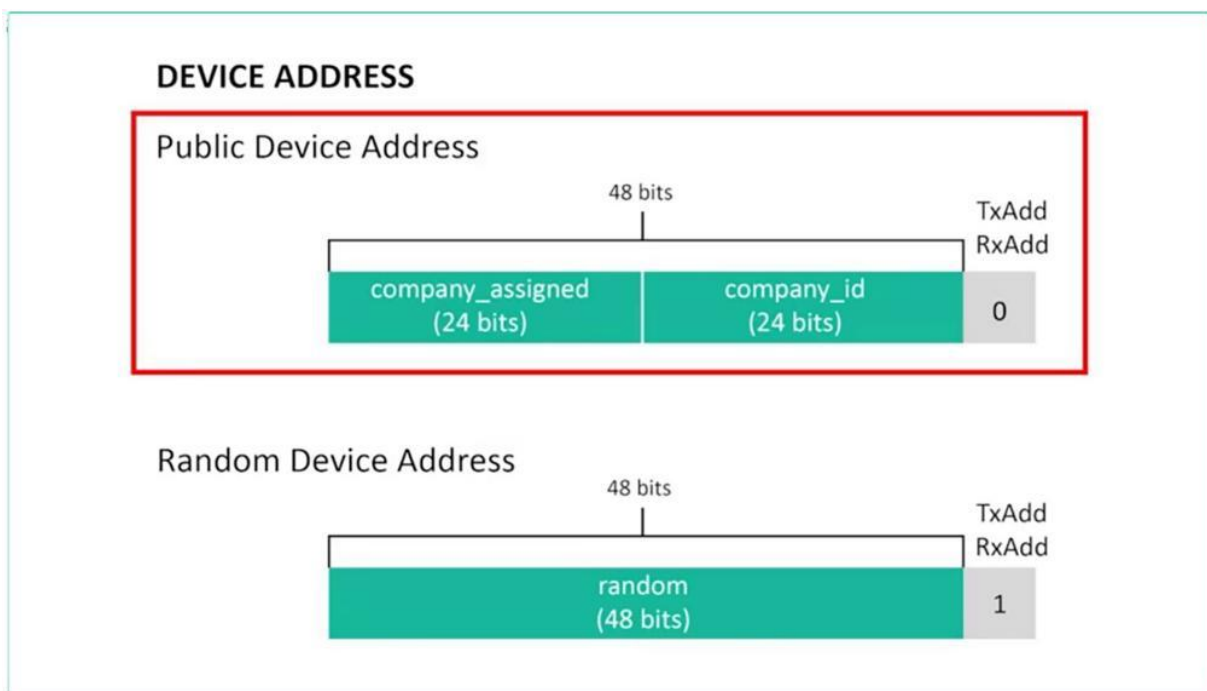 DEVICE ADDRESS
Public Device Address
48 bits
TxAdd
RxAdd
company_assigned
(24 bits)
company_id
(24 bits)
0
Random Device Address
48 bits
TxAdd
RxAdd
random
(48 bits)
1